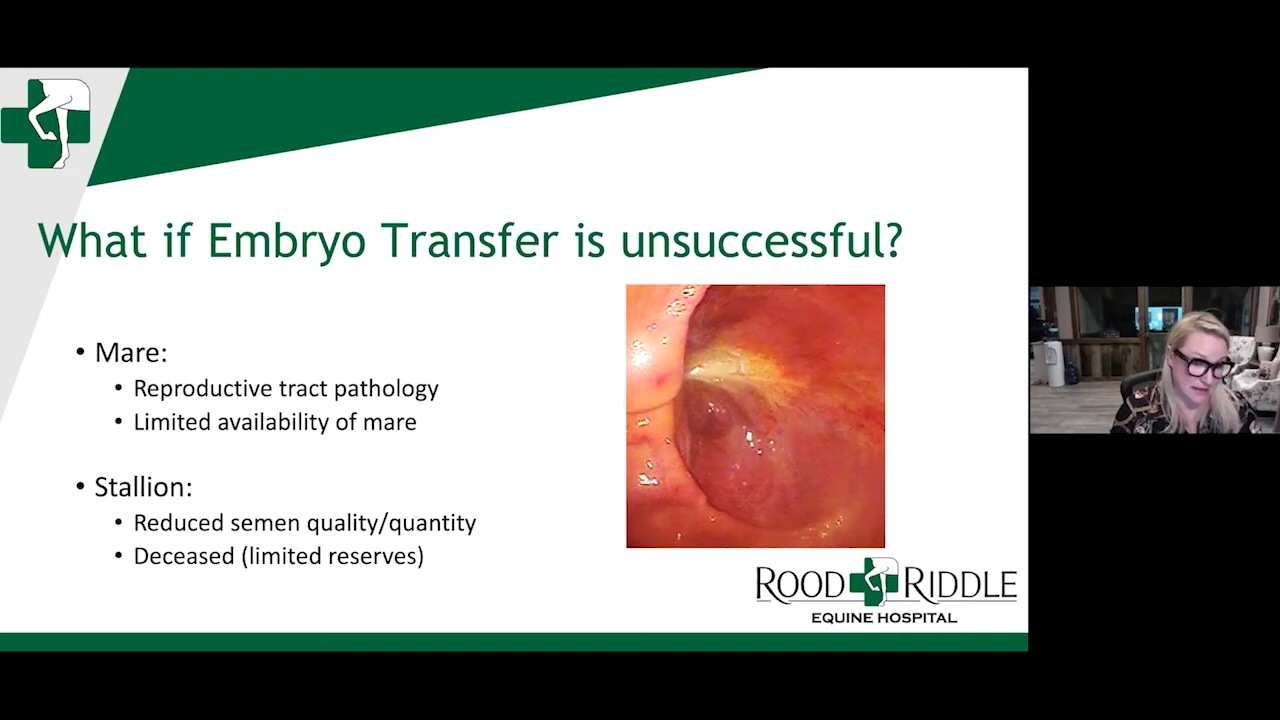 What if Embryo Transfer is unsuccessful?
• Mare:
• Reproductive tract pathology
• Limited availability of mare
• Stallion:
• Reduced semen quality/quantity
• Deceased (limited reserves)
ROOD RIDDLE
EQUINE HOSPITAL